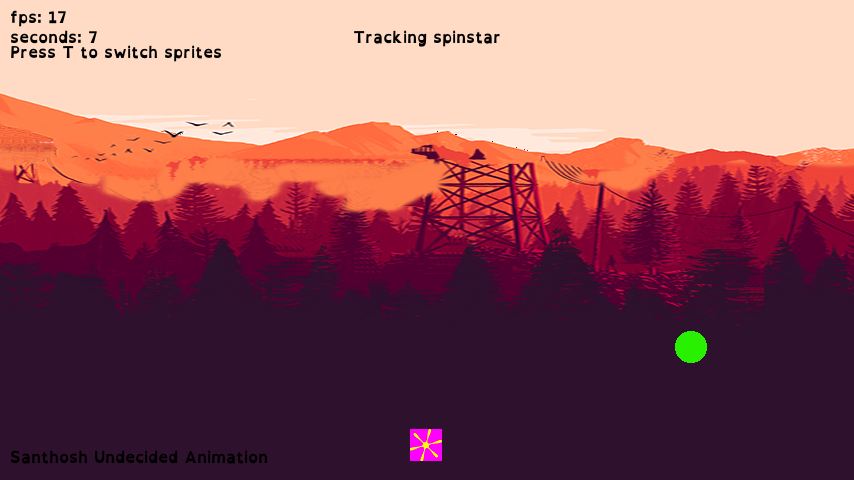 fps: 17
seconds: 7
Press T to switch sprites
Tracking spinstar
Santhosh Undecided Animation